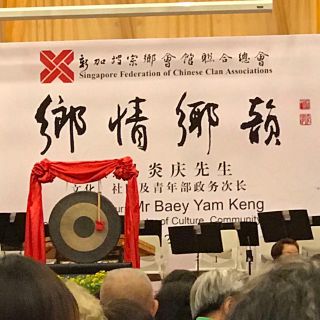 新加坡宗鄉會館聯合總會
Singapore Federation of Chinese Clan Associations
鄉情鄉韻
炎庆先生
文化 社 及青年部政务次长
Mr Baey Yam Keng
of Culture, Community